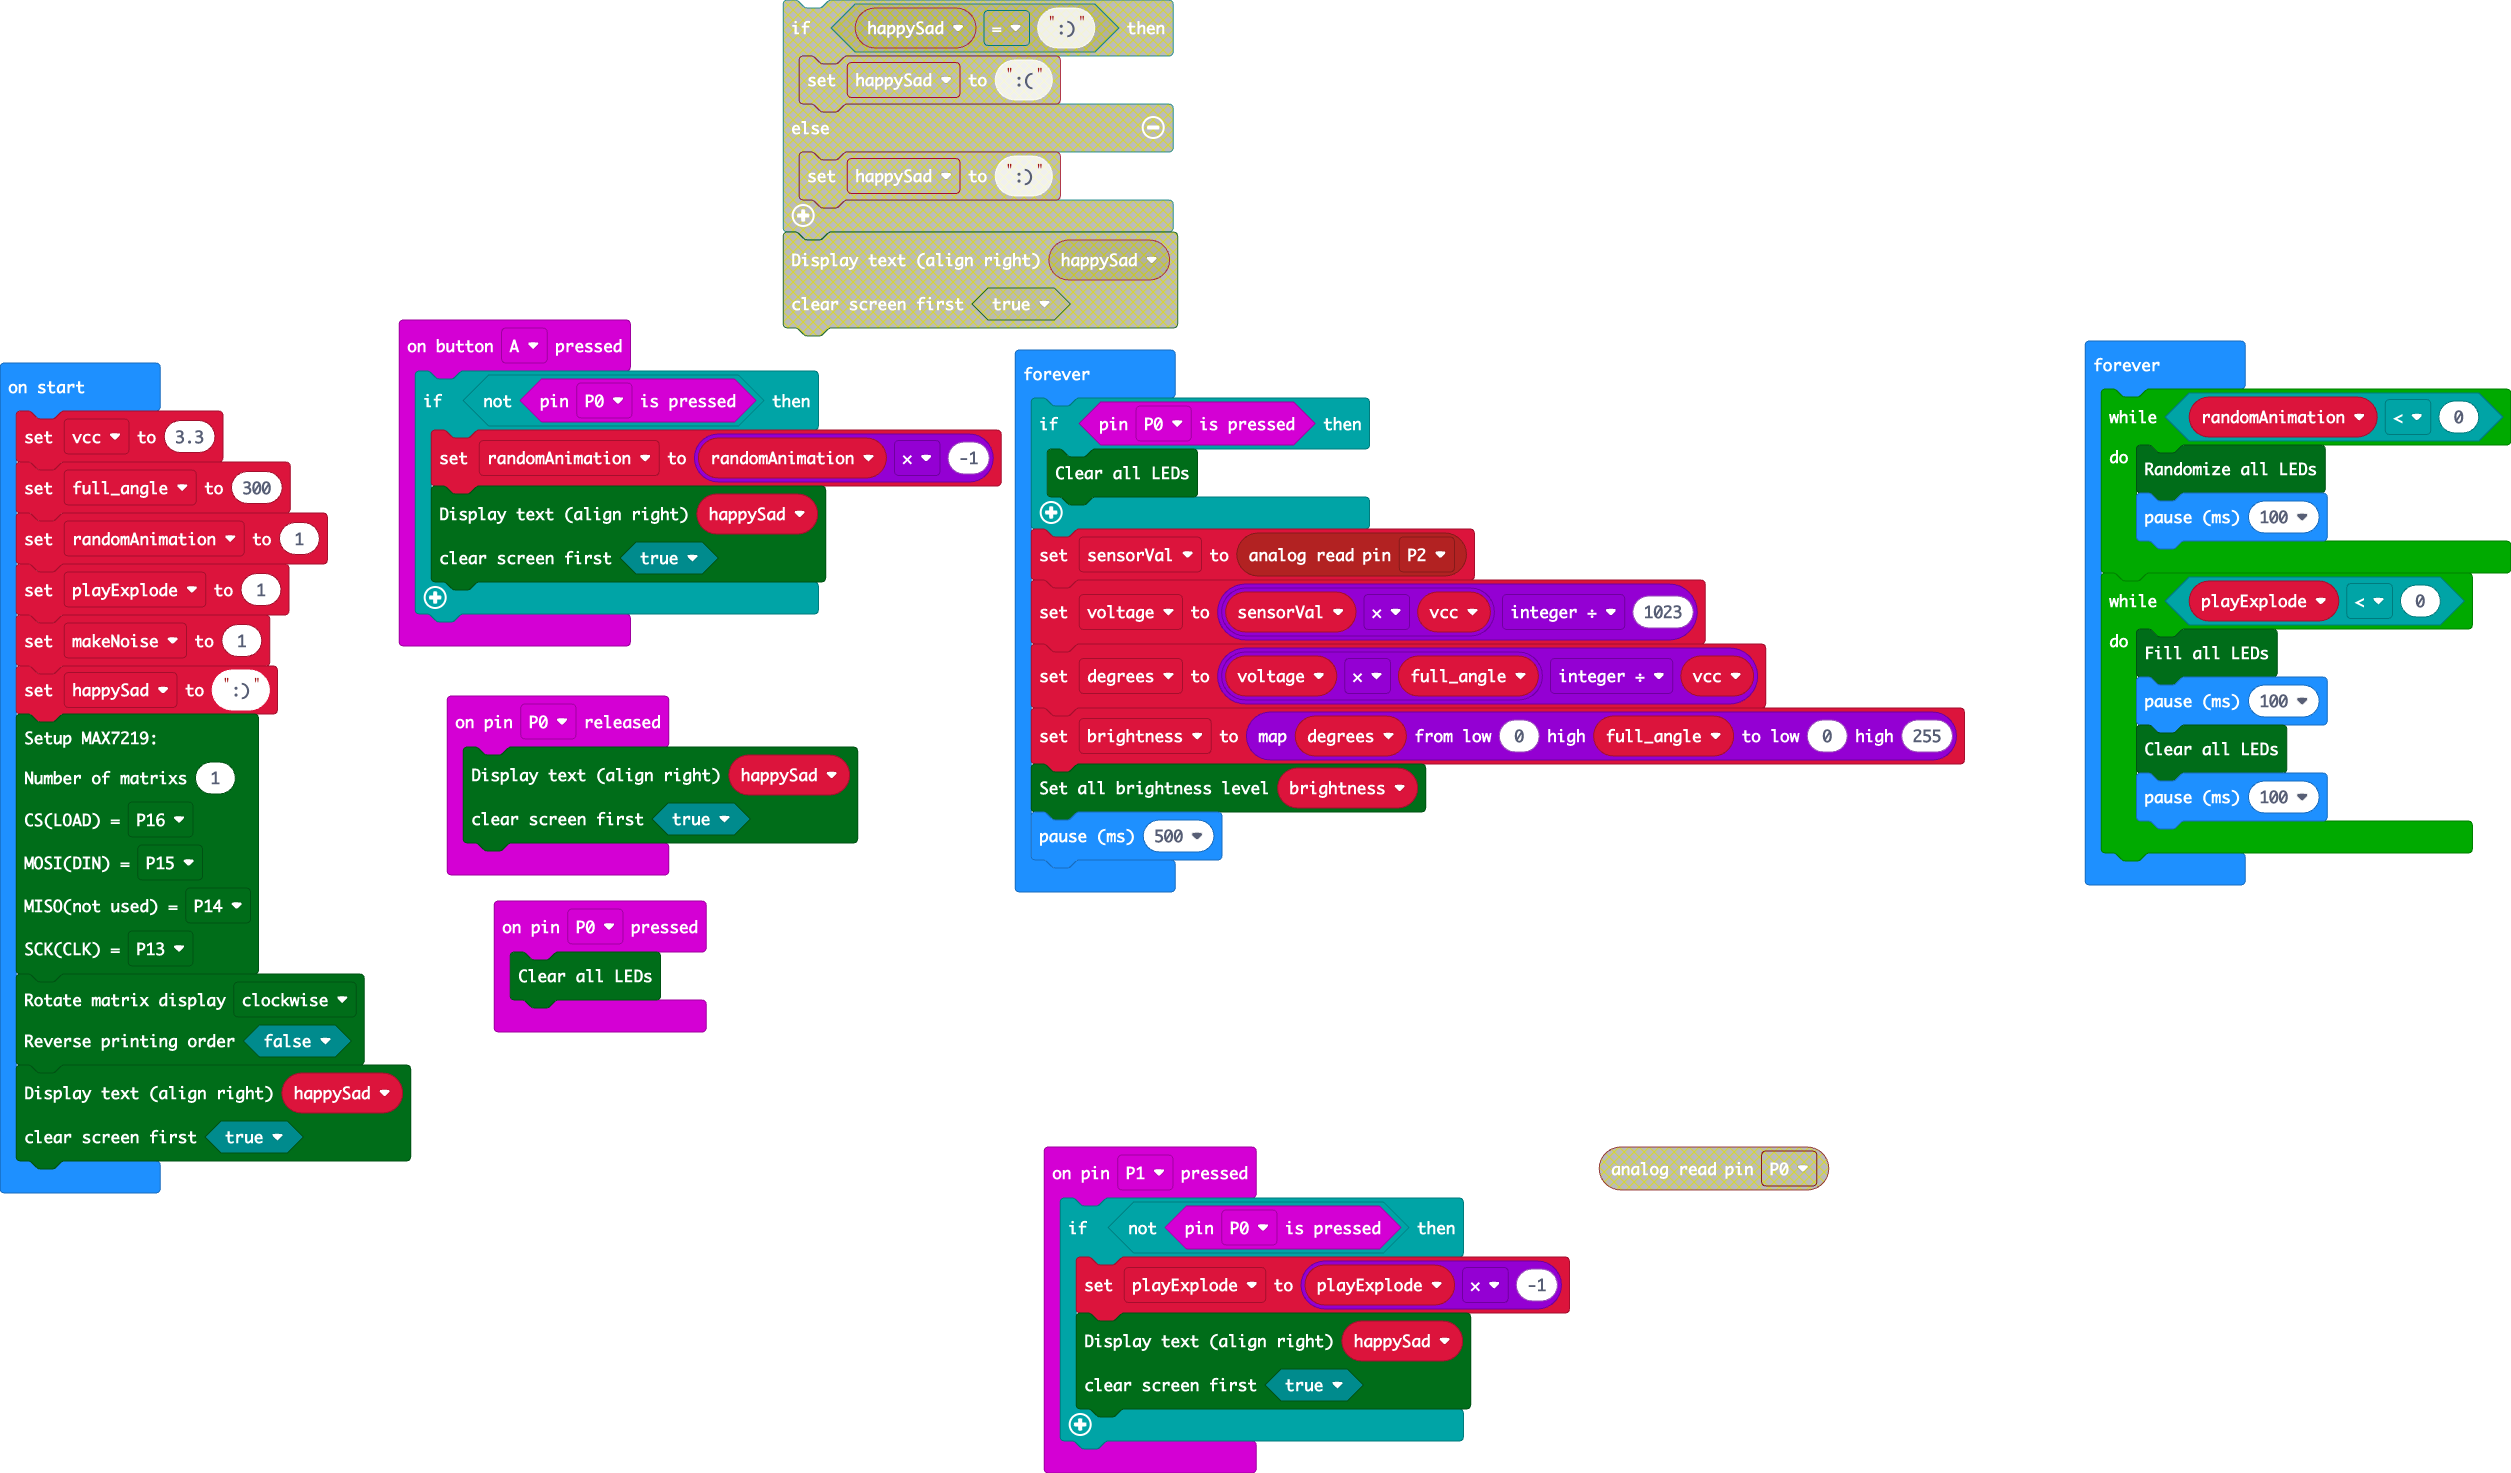 if happySad = ":)" then
set happySad to ":("
else
set happySad to ":)"
Display text (align right) happySad
clear screen first true
on start
set vcc to 3.3
set full_angle to 300
set randomAnimation to 1
set playExplode to 1
set makeNoise to 1
set happySad to ":)"
Setup MAX7219:
Number of matrixs 1
CS(LOAD) = P16
MOSI(DIN) = P15
MISO(not used) = P14
SCK(CLK) = P13
Rotate matrix display clockwise
Reverse printing order false
Display text (align right) happySad
clear screen first true
on button A pressed
if not pin P0 is pressed then
set randomAnimation to randomAnimation × -1
Display text (align right) happySad
clear screen first true
on pin P0 released
Display text (align right) happySad
clear screen first true
on pin P0 pressed
Clear all LEDs
forever
if pin P0 is pressed then
Clear all LEDs
set sensorVal to analog read pin P2
set voltage to sensorVal × vcc integer ÷ 1023
set degrees to voltage × full_angle integer ÷ vcc
set brightness to map degrees from low 0 high full_angle to low 0 high 255
Set all brightness level brightness
pause (ms) 500
on pin P1 pressed
if not pin P0 is pressed then
set playExplode to playExplode × -1
Display text (align right) happySad
clear screen first true
analog read pin P0
forever
while randomAnimation < 0
do Randomize all LEDs
pause (ms) 100
while playExplode < 0
do Fill all LEDs
pause (ms) 100
Clear all LEDs
pause (ms) 100